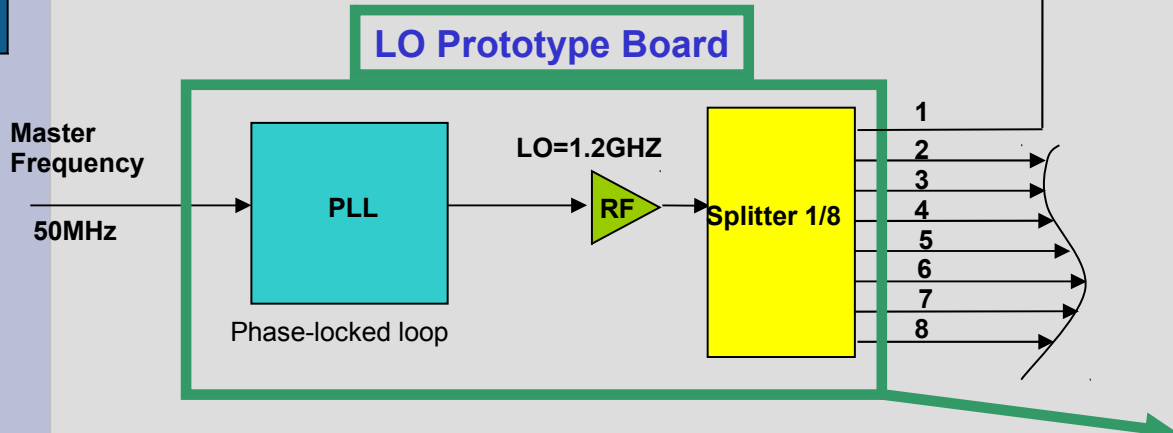 LO Prototype Board
Master
Frequency
50MHz
PLL
Phase-locked loop
LO=1.2GHZ
RF
Splitter 1/8
1
2
3
4
5
6
7
8